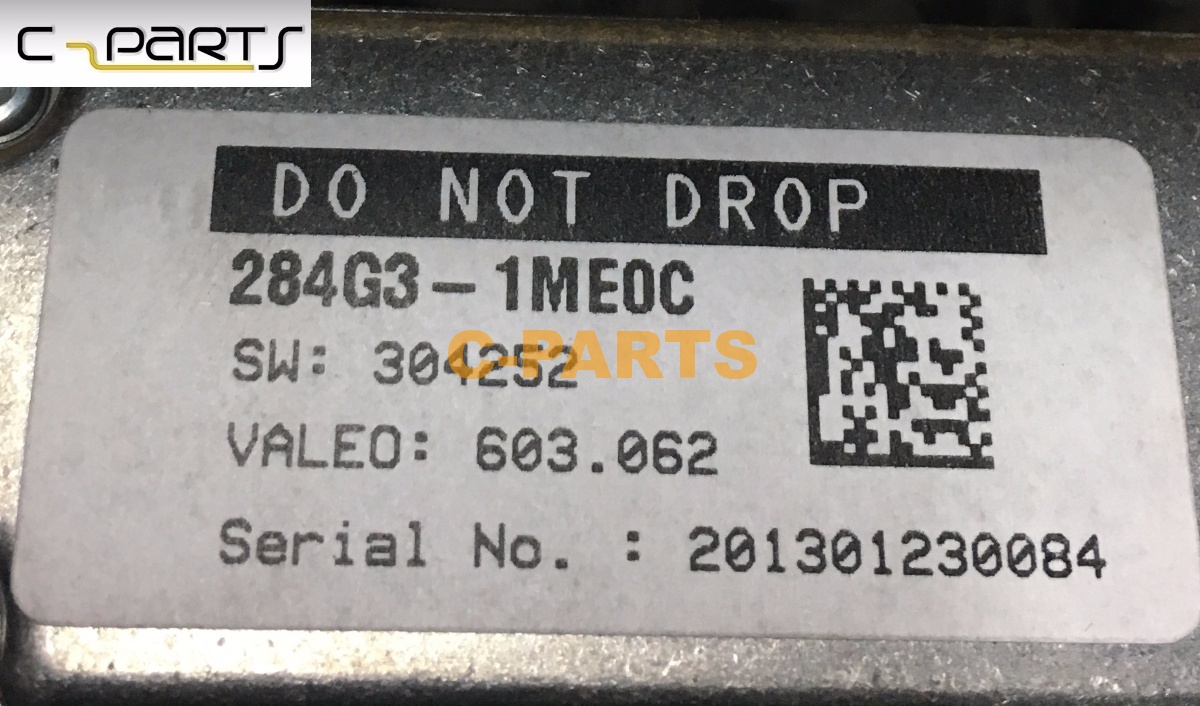 C-PARTS
DO NOT DROP
284G3-1ME0C
SW: 304252
C-PARTS
VALEO: 603.062
Serial No. : 201301230084